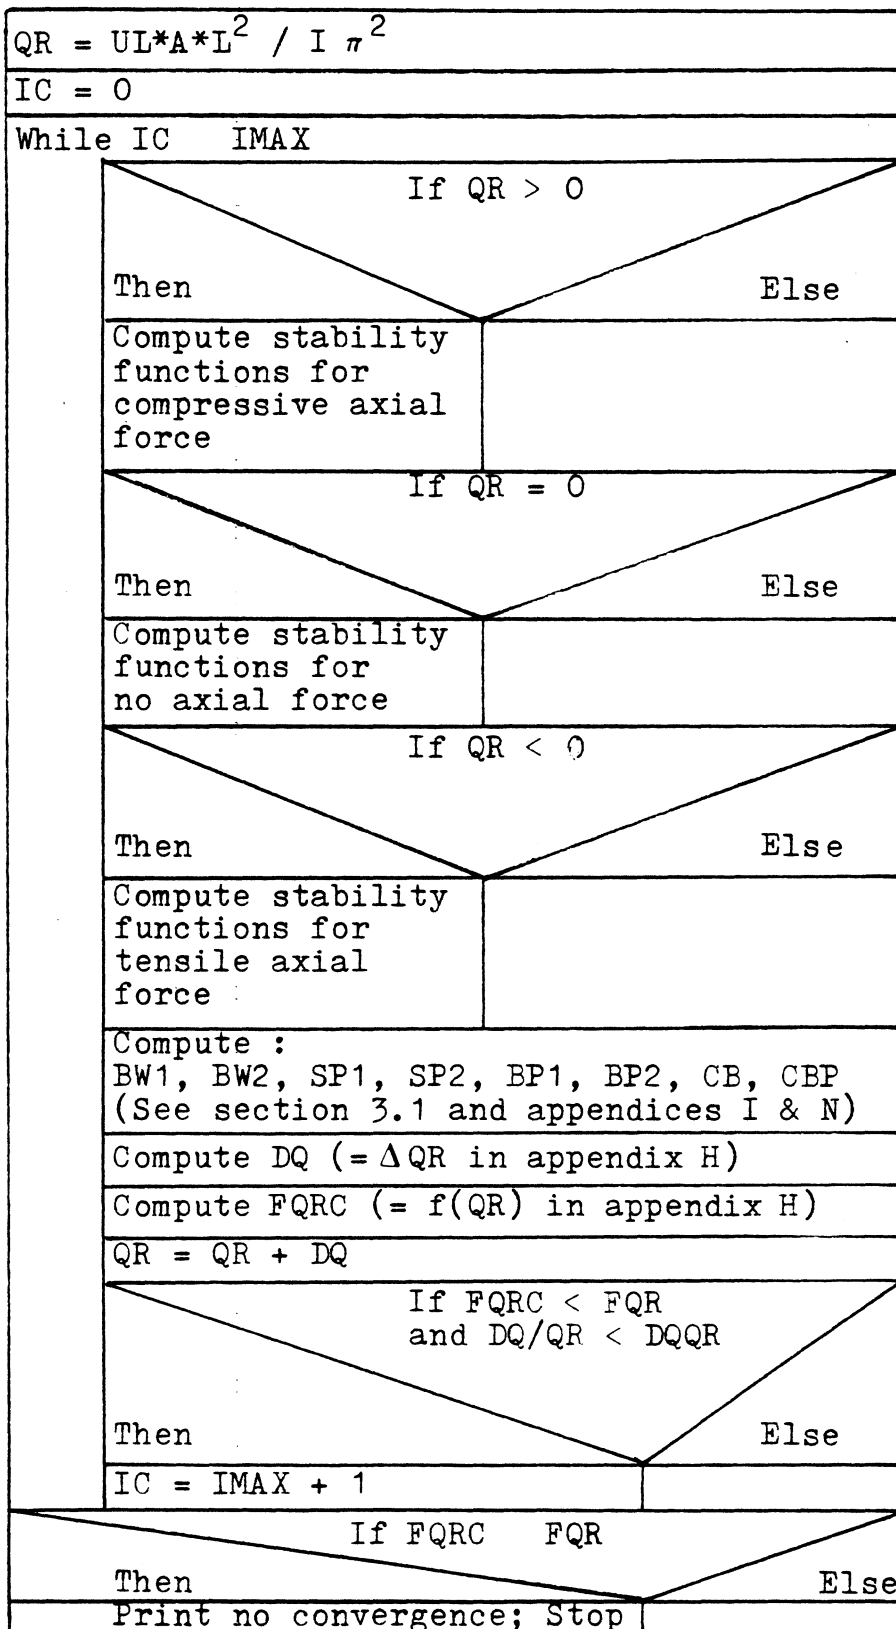 QR = UL*A*L² / I π²
IC = 0
While IC IMAX
If QR > 0
Then Else
Compute stability
functions for
compressive axial
force
If QR = 0
Then Else
Compute stability
functions for
no axial force
If QR < 0
Then Else
Compute stability
functions for
tensile axial
force
Compute :
BW1, BW2, SP1, SP2, BP1, BP2, CB, CBP
(See section 3.1 and appendices I & N)
Compute DQ (= ΔQR in appendix H)
Compute FQRC (= f(QR) in appendix H)
QR = QR + DQ
If FQRC < FQR
and DQ/QR < DQQR
Then Else
IC = IMAX + 1
If FQRC FQR
Then Else
Print no convergence; Stop